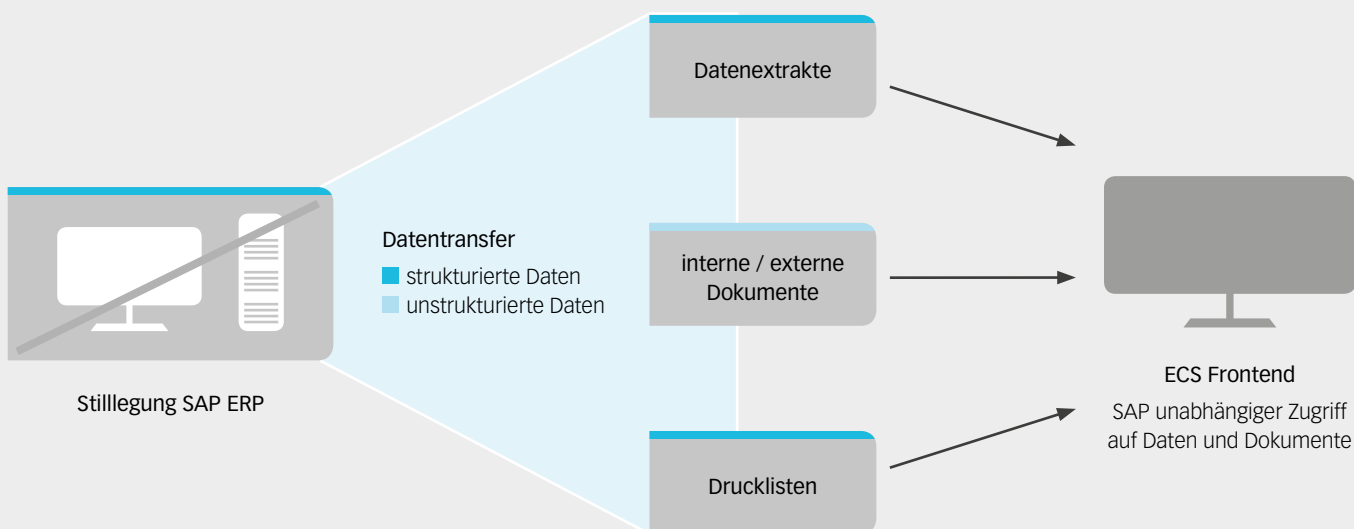 Datenextrakte
Datentransfer
strukturierte Daten
unstrukturierte Daten
interne / externe
Dokumente
Stilllegung SAP ERP
Drucklisten
ECS Frontend
SAP unabhängiger Zugriff
auf Daten und Dokumente